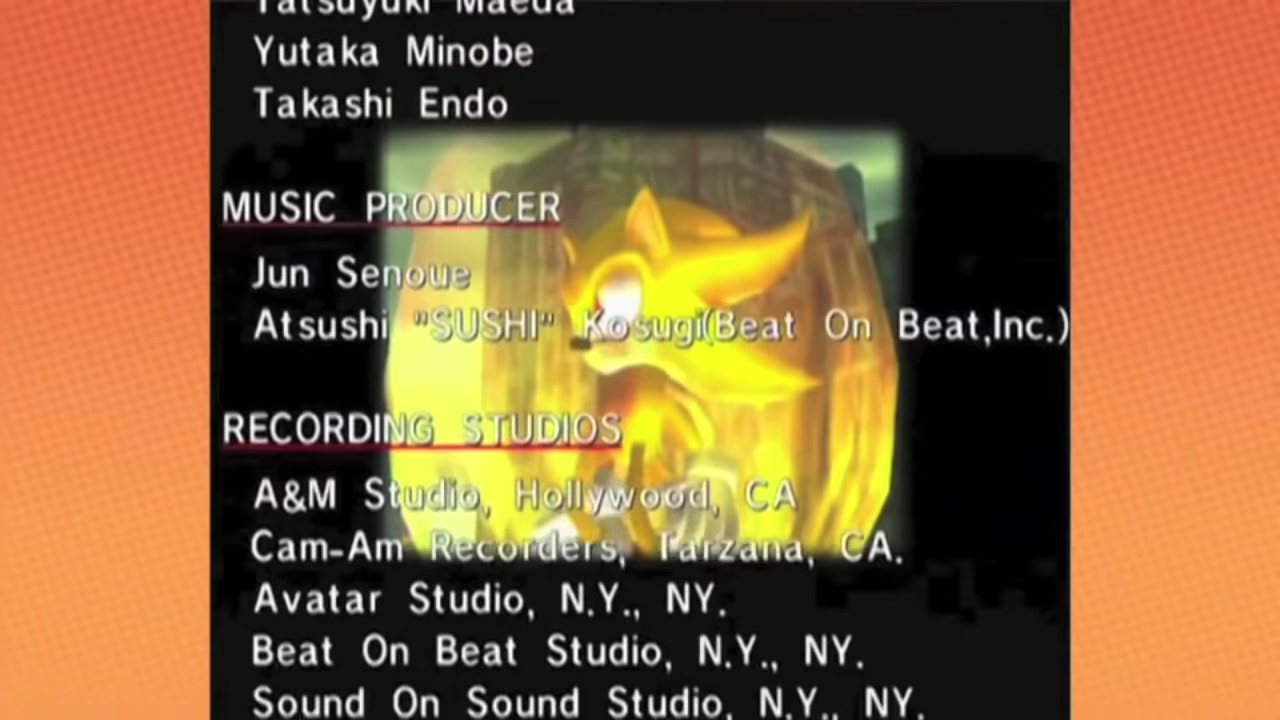 Tatsuyuki Maeda
Yutaka Minobe
Takashi Endo
MUSIC PRODUCER
Jun Senoue
Atsushi "SUSHI" Kosugi(Beat On Beat,Inc.)
RECORDING STUDIOS
A&M Studio, Hollywood, CA
Cam-Am Recorders, Tarzana, CA.
Avatar Studio, N.Y., NY.
Beat On Beat Studio, N.Y., NY.
Sound On Sound Studio, N.Y., NY.